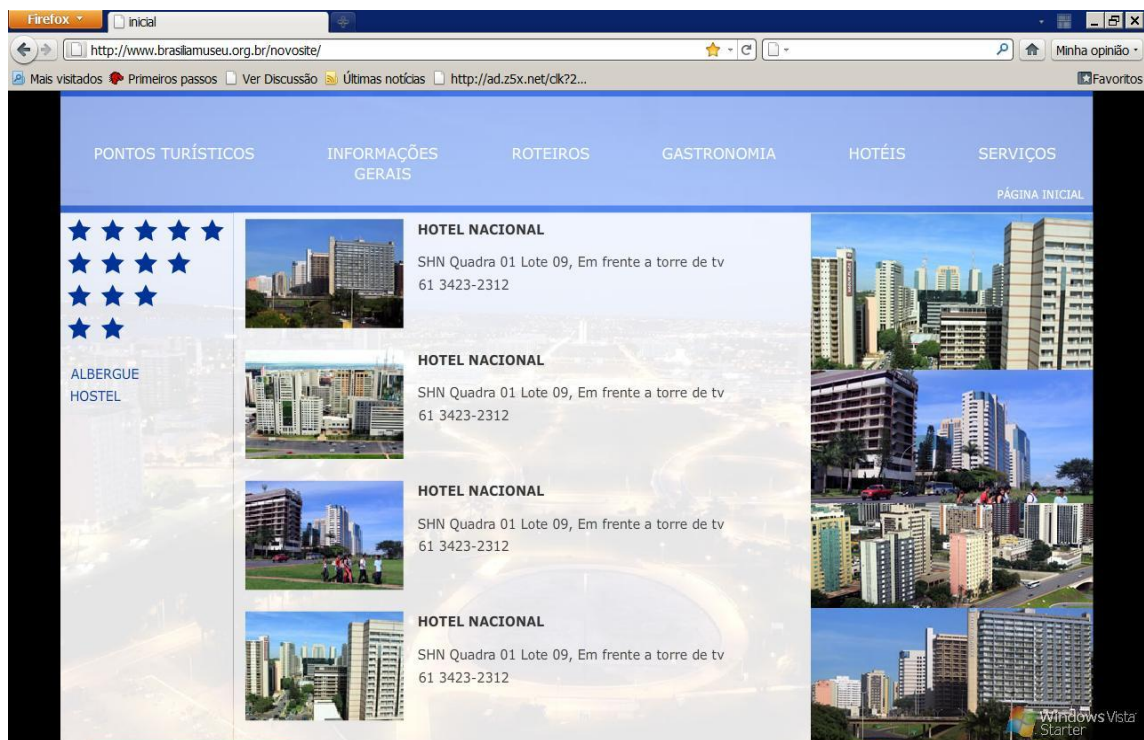 Firefox
inicial
http://www.brasiliamuseu.org.br/novosite/
Minha opinião
Mais visitados Primeiros passos Ver Discussão Últimas notícias http://ad.z5x.net/clk?2...
Favoritos
PONTOS TURÍSTICOS
INFORMAÇÕES
GERAIS
ROTEIROS
GASTRONOMIA
HOTÉIS
SERVIÇOS
PÁGINA INICIAL
ALBERGUE
HOSTEL
HOTEL NACIONAL
SHN Quadra 01 Lote 09, Em frente a torre de tv
61 3423-2312
HOTEL NACIONAL
SHN Quadra 01 Lote 09, Em frente a torre de tv
61 3423-2312
HOTEL NACIONAL
SHN Quadra 01 Lote 09, Em frente a torre de tv
61 3423-2312
HOTEL NACIONAL
SHN Quadra 01 Lote 09, Em frente a torre de tv
61 3423-2312
Windows Vista
Starter